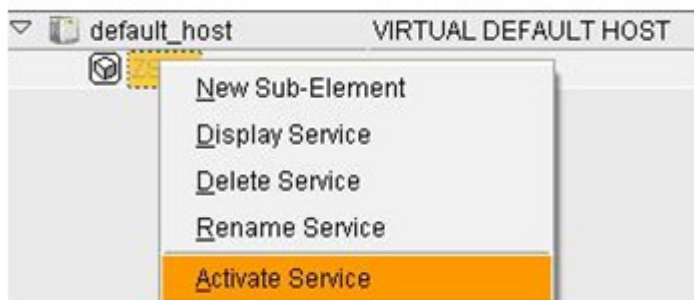 default_host VIRTUAL DEFAULT HOST
New Sub-Element
Display Service
Delete Service
Rename Service
Activate Service